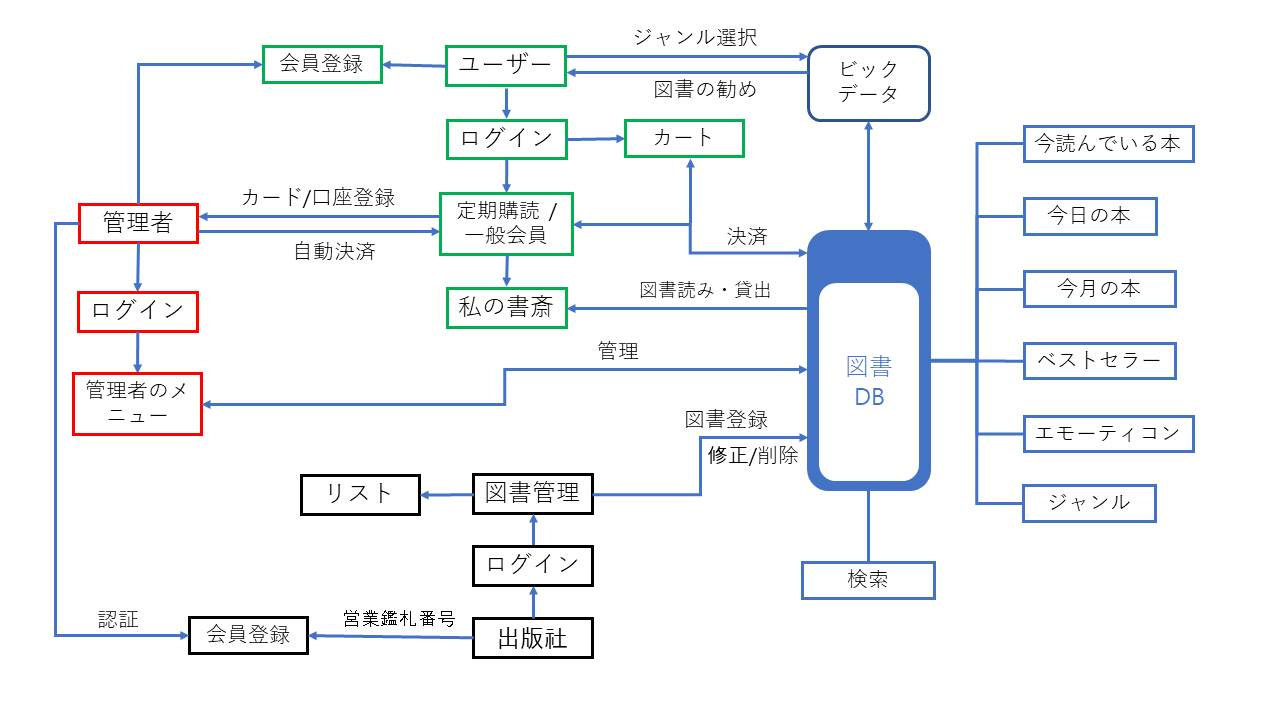 ジャンル選択
会員登録
ユーザー
ビック
データ
図書の勧め
ログイン
カート
今読んでいる本
カード/口座登録
定期購読 /
一般会員
管理者
今日の本
決済
自動決済
図書読み・貸出
今月の本
ログイン
私の書斎
管理
図書
DB
ベストセラー
管理者のメ
ニュー
図書登録
修正/削除
エモーティコン
リスト
図書管理
ジャンル
ログイン
検索
認証
会員登録
営業鑑札番号
出版社